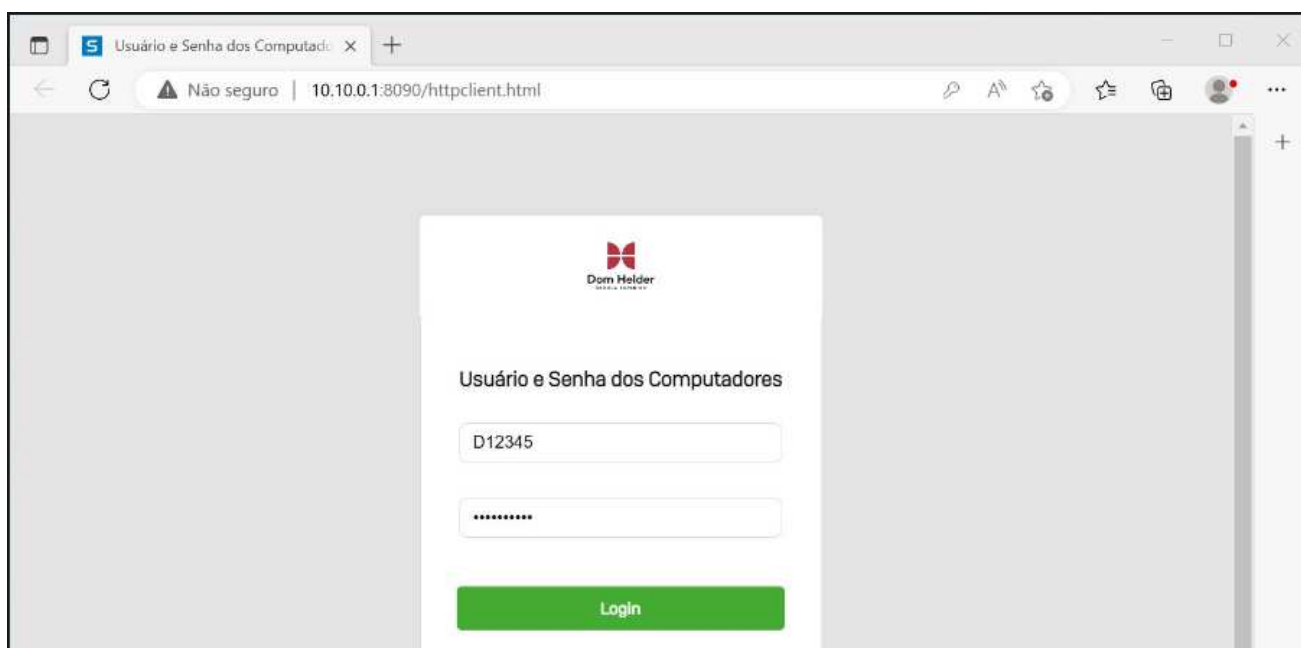 Usuário e Senha dos Computad
Não seguro | 10.10.0.1:8090/httpclient.html
Dom Helder
Usuário e Senha dos Computadores
D12345
••••••••••
Login